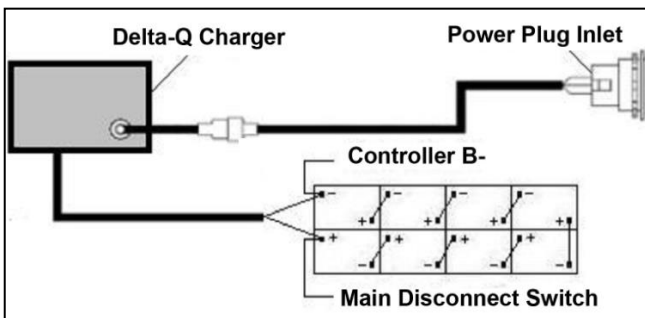 Delta-Q Charger
Power Plug Inlet
Controller B-
- - - -
+ + + +
+ + + +
- - - -
Main Disconnect Switch